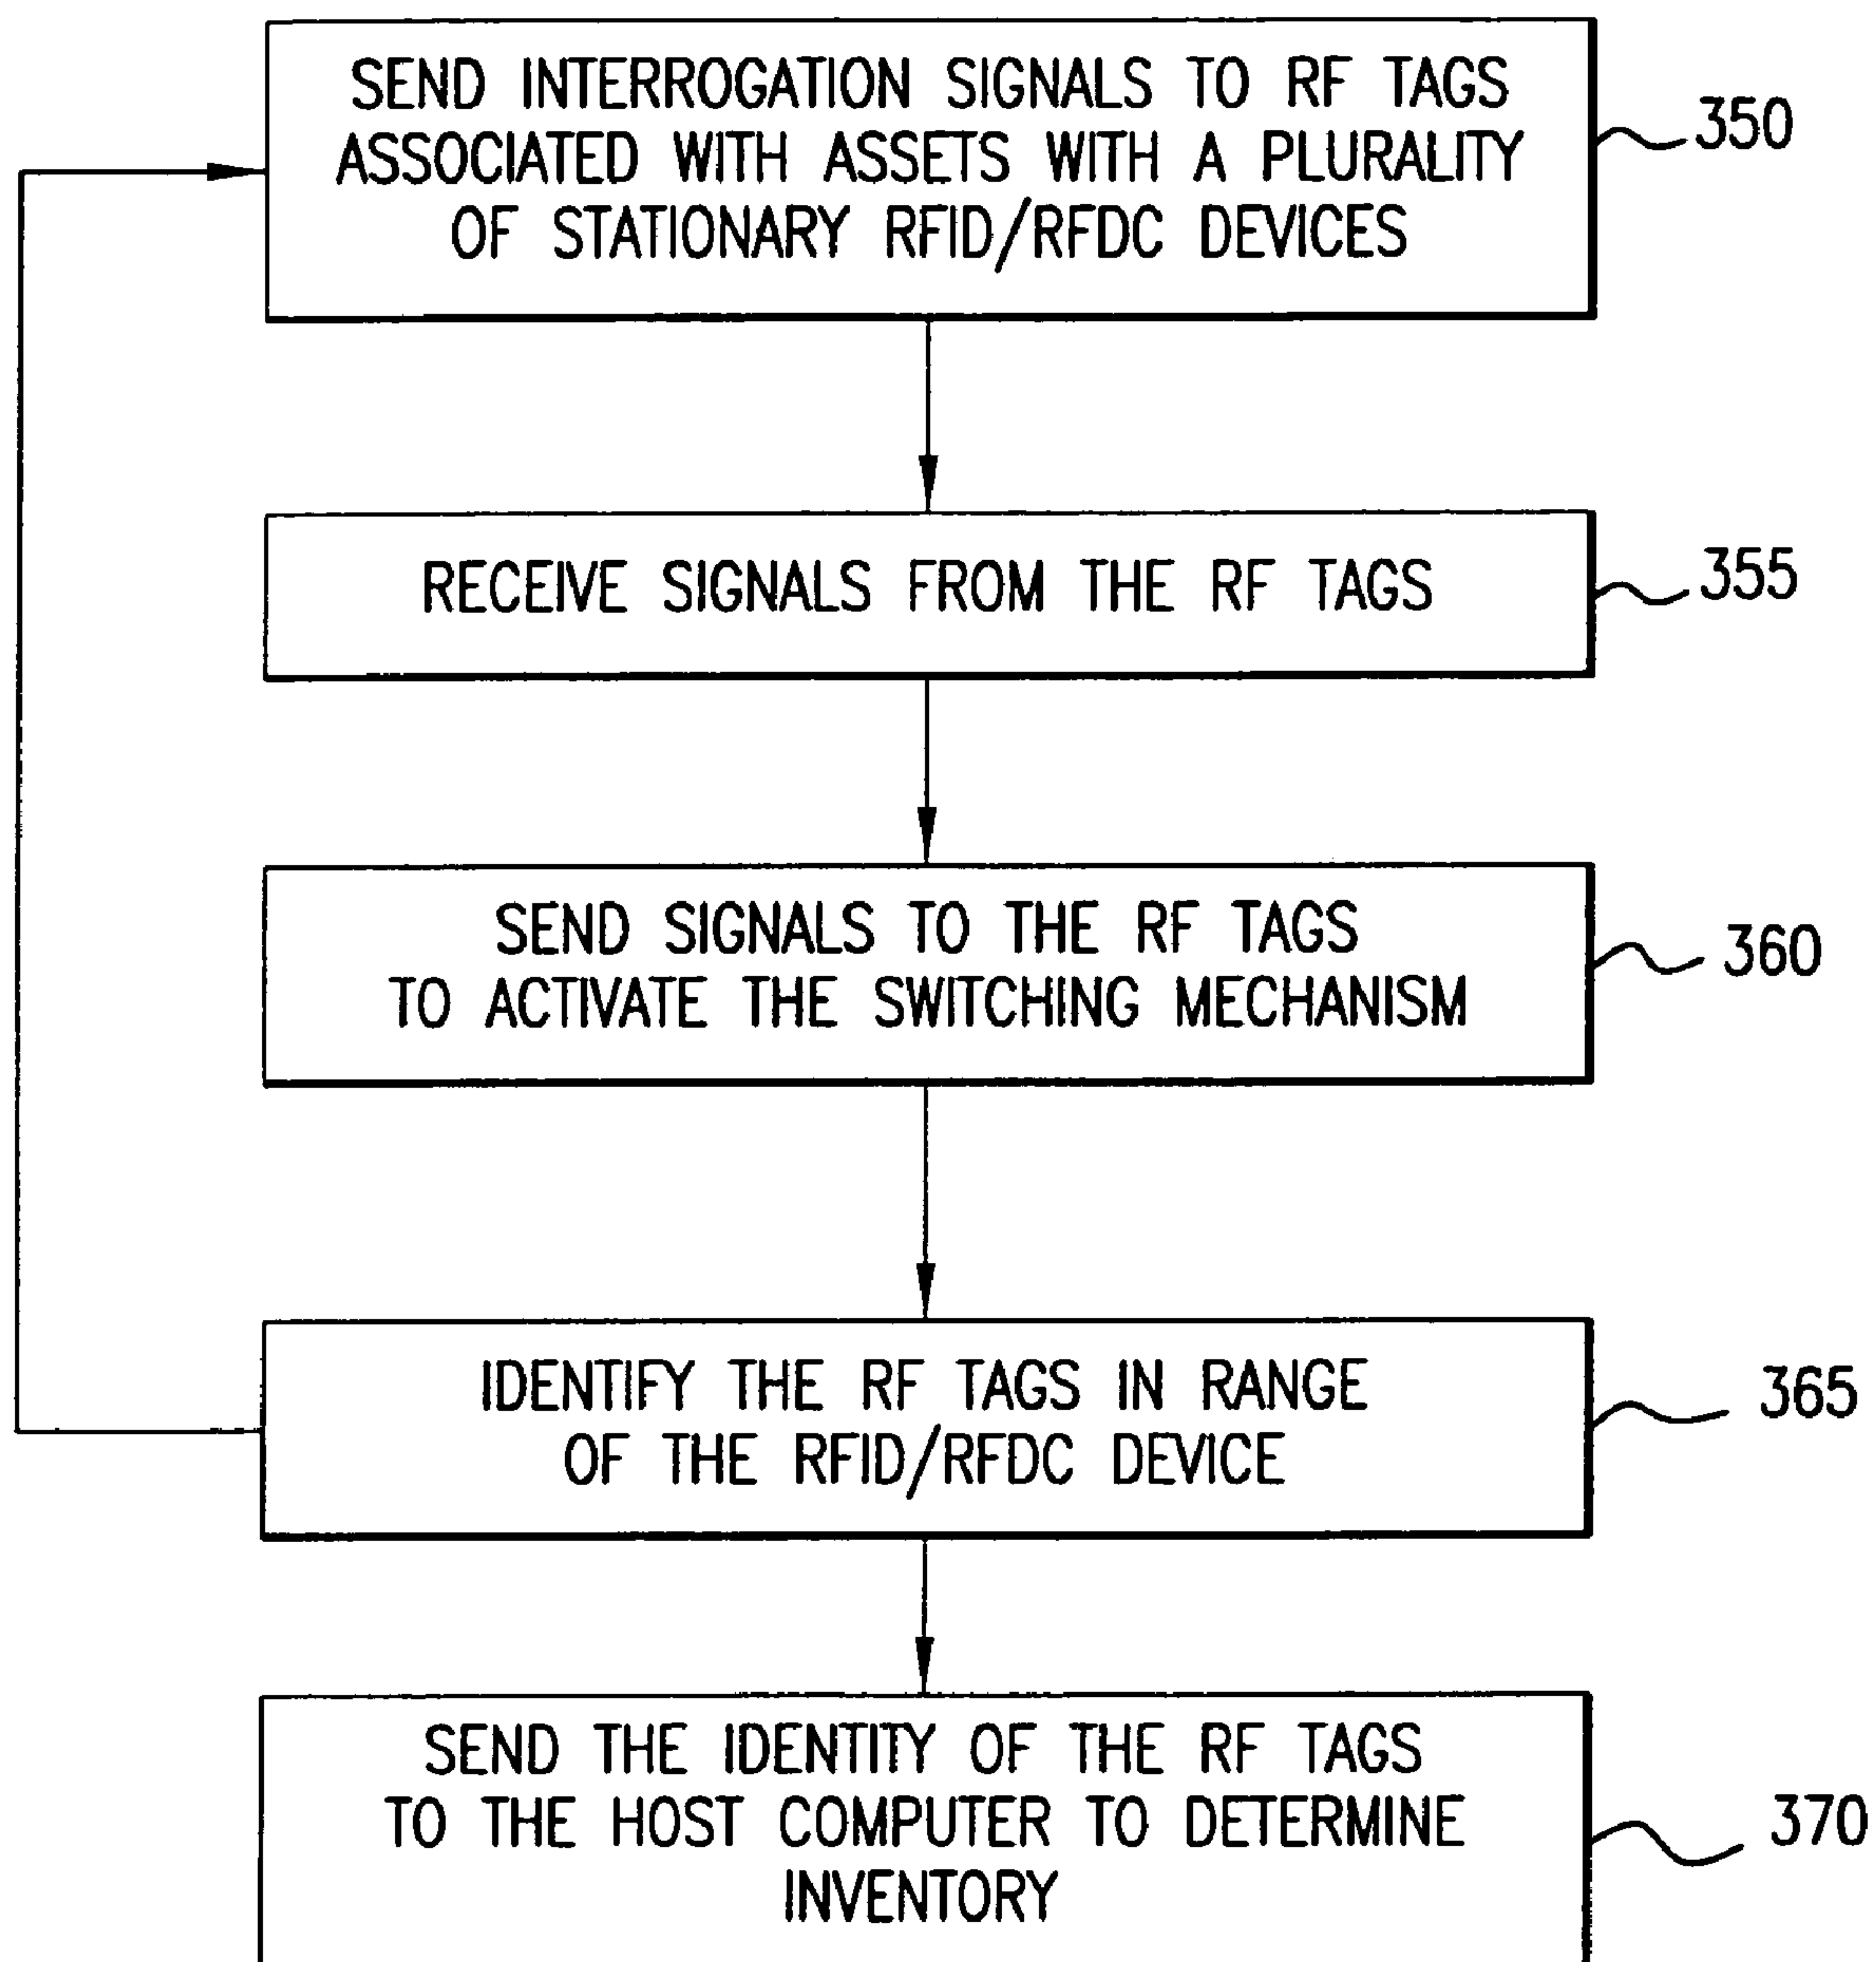 SEND INTERROGATION SIGNALS TO RF TAGS
ASSOCIATED WITH ASSETS WITH A PLURALITY
OF STATIONARY RFID/RFDC DEVICES
350
RECEIVE SIGNALS FROM THE RF TAGS
355
SEND SIGNALS TO THE RF TAGS
TO ACTIVATE THE SWITCHING MECHANISM
360
IDENTIFY THE RF TAGS IN RANGE
OF THE RFID/RFDC DEVICE
365
SEND THE IDENTITY OF THE RF TAGS
TO THE HOST COMPUTER TO DETERMINE
INVENTORY
370